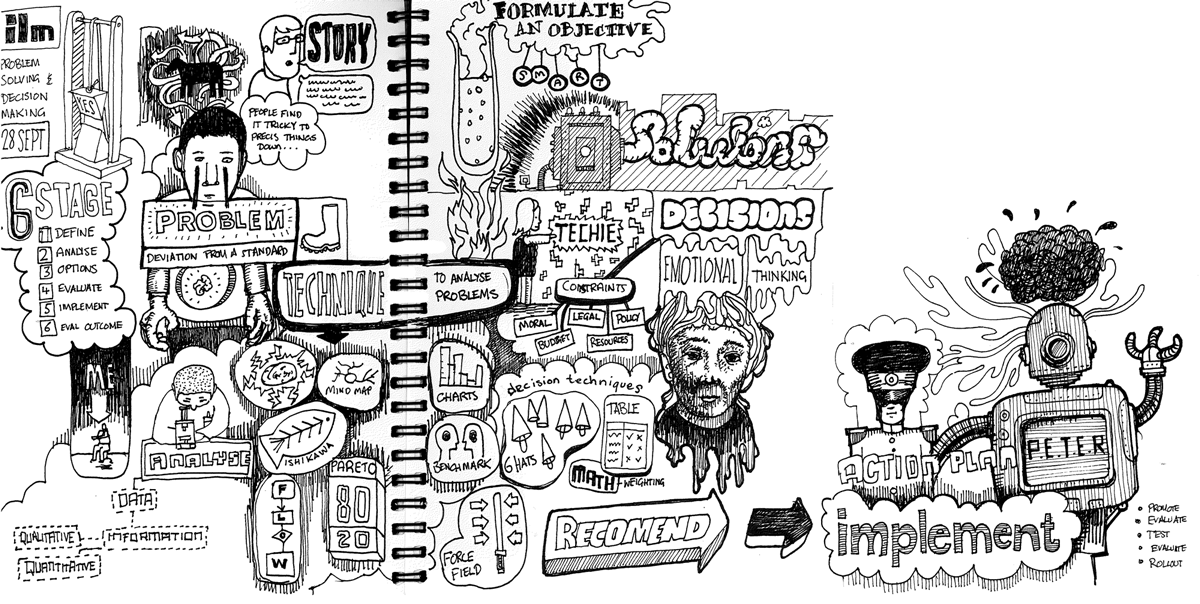 ilm
PROBLEM
SOLVING &
DECISION
MAKING
28 SEPT
YES
STORY
PEOPLE FIND
IT TRICKY TO
PRECIS THINGS
DOWN...
6 STAGE
1 DEFINE
2 ANALISE
3 OPTIONS
4 EVALUATE
5 IMPLEMENT
6 EVAL OUTCOME
PROBLEM
DEVIATION FROM A STANDARD
TECHNIQUE
TO ANALYSE
PROBLEMS
ME
ANALYSE
DATA
QUALITATIVE
INFORMATION
QUANTITATIVE
MIND MAP
ISHIKAWA
PARETO
80
20
F
L
O
W
CHARTS
BENCHMARK
FORCE
FIELD
FORMULATE
AN OBJECTIVE
S M A R T
Solutions
TECHIE
DECISIONS
EMOTIONAL
THINKING
CONSTRAINTS
MORAL
LEGAL
POLICY
BUDGET
RESOURCES
decision techniques
6 HATS
TABLE
MATH - WEIGHTING
RECOMEND
ACTION PLAN
P.E.T.E.R
implement
PROMOTE
EVALUATE
TEST
EVALUATE
ROLLOUT